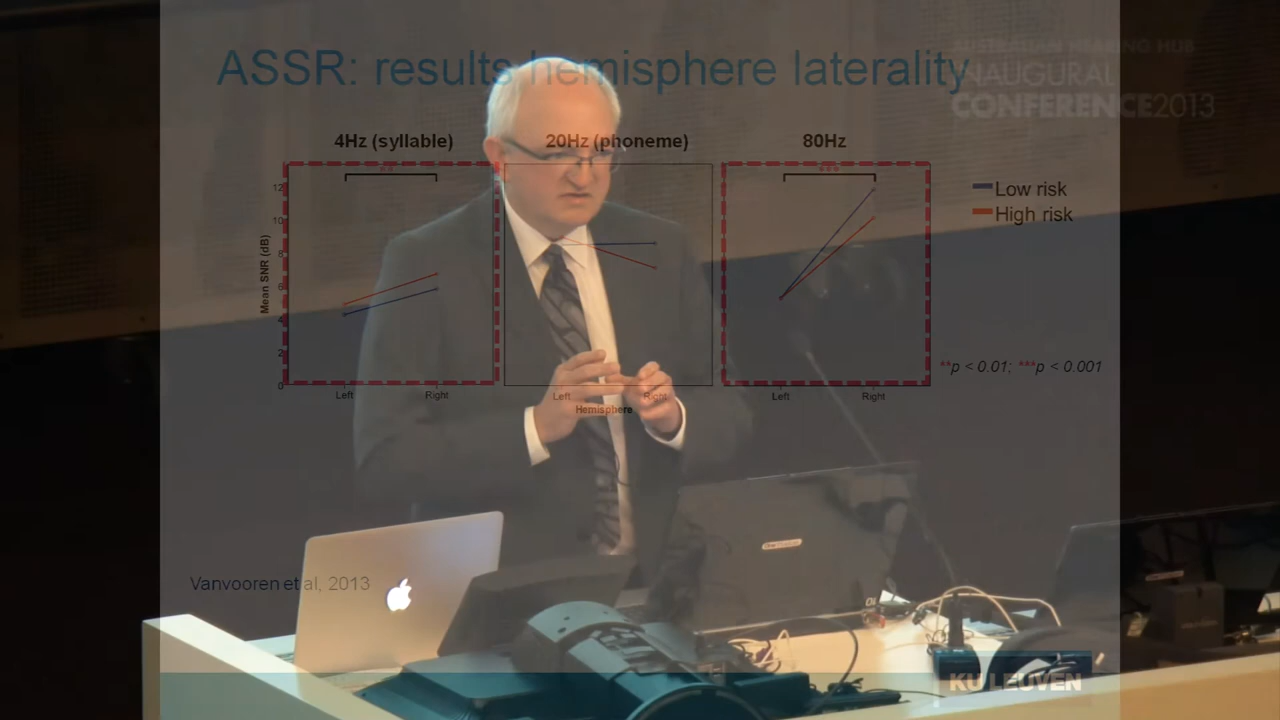 ASSR: results hemisphere laterality
AUSTRALIAN HEARING HUB
INAUGURAL
CONFERENCE2013
4Hz (syllable)
20Hz (phoneme)
80Hz
**
***
Low risk
High risk
Mean SNR (dB)
12
10
8
6
4
2
0
**p < 0.01; ***p < 0.001
Left Right
Left Right
Left Right
Hemisphere
Vanvooren et al, 2013
KU LEUVEN